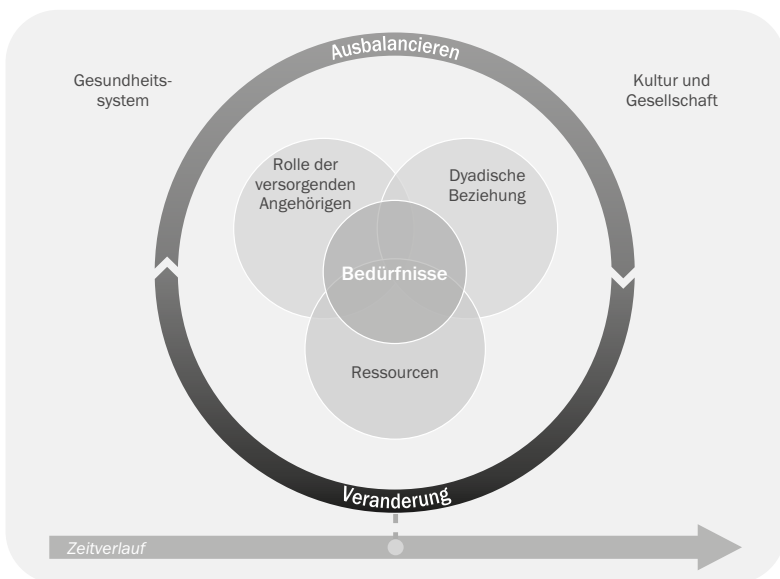 Ausbalancieren
Gesundheits-
system
Kultur und
Gesellschaft
Rolle der
versorgenden
Angehörigen
Dyadische
Beziehung
Bedürfnisse
Ressourcen
Veranderung
Zeitverlauf